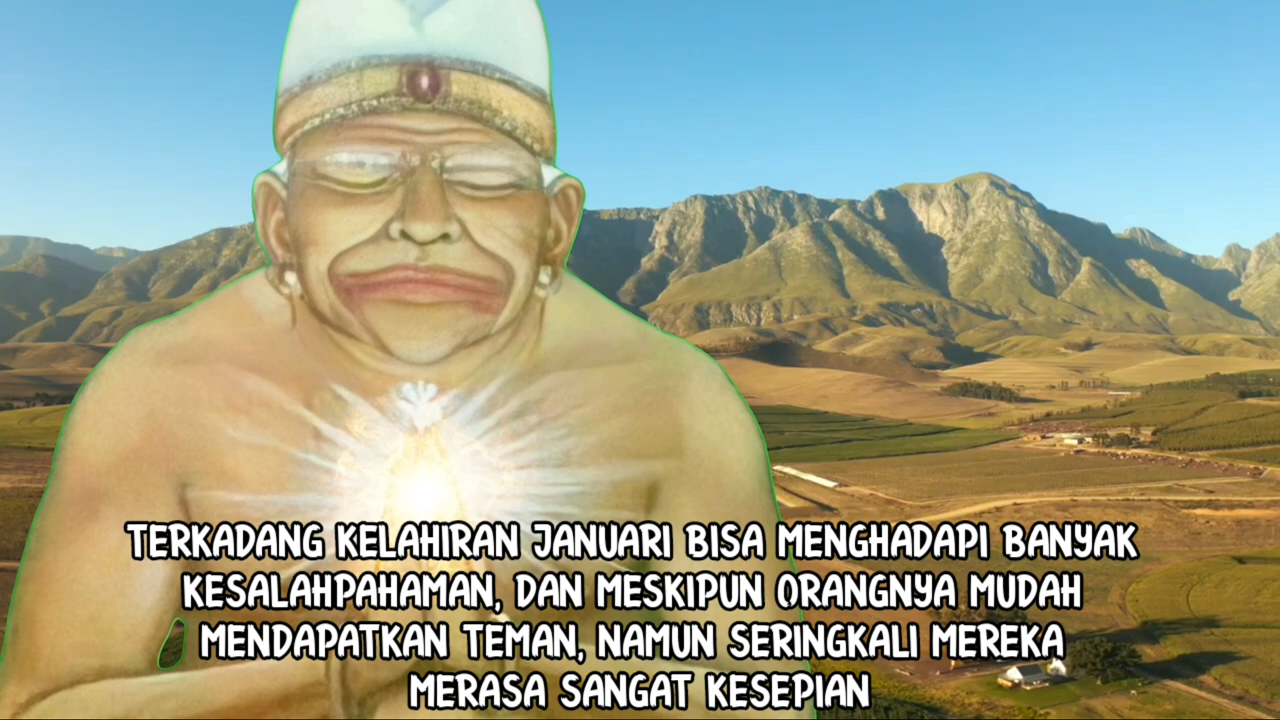 TERKADANG KELAHIRAN JANUARI BISA MENGHADAPI BANYAK
KESALAHPAHAMAN, DAN MESKIPUN ORANGNYA MUDAH
MENDAPATKAN TEMAN, NAMUN SERINGKALI MEREKA
MERASA SANGAT KESEPIAN